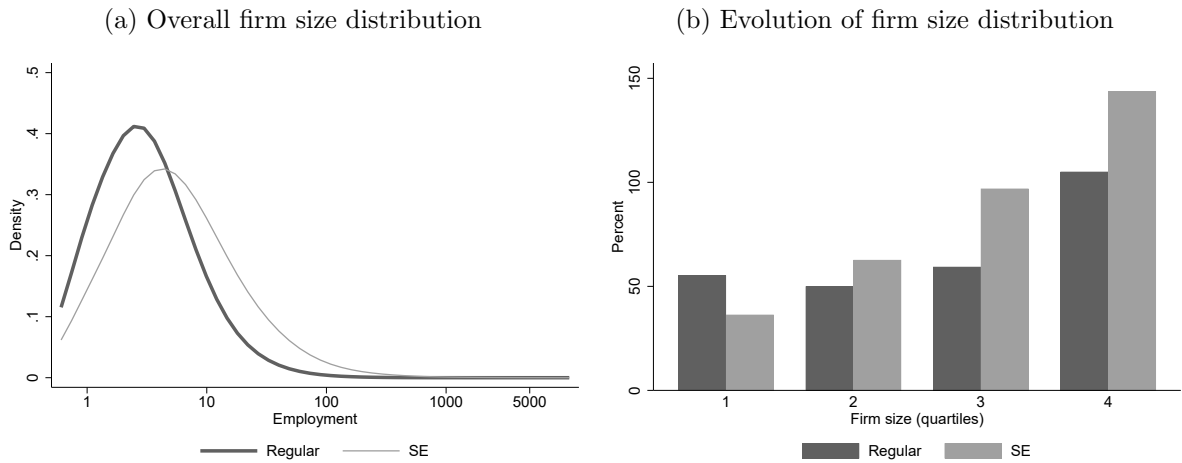 (a) Overall firm size distribution
.5
.4
.3
.2
.1
0
Density
1 10 100 1000 5000
Employment
Regular SE
(b) Evolution of firm size distribution
150
100
50
0
Percent
1 2 3 4
Firm size (quartiles)
Regular SE